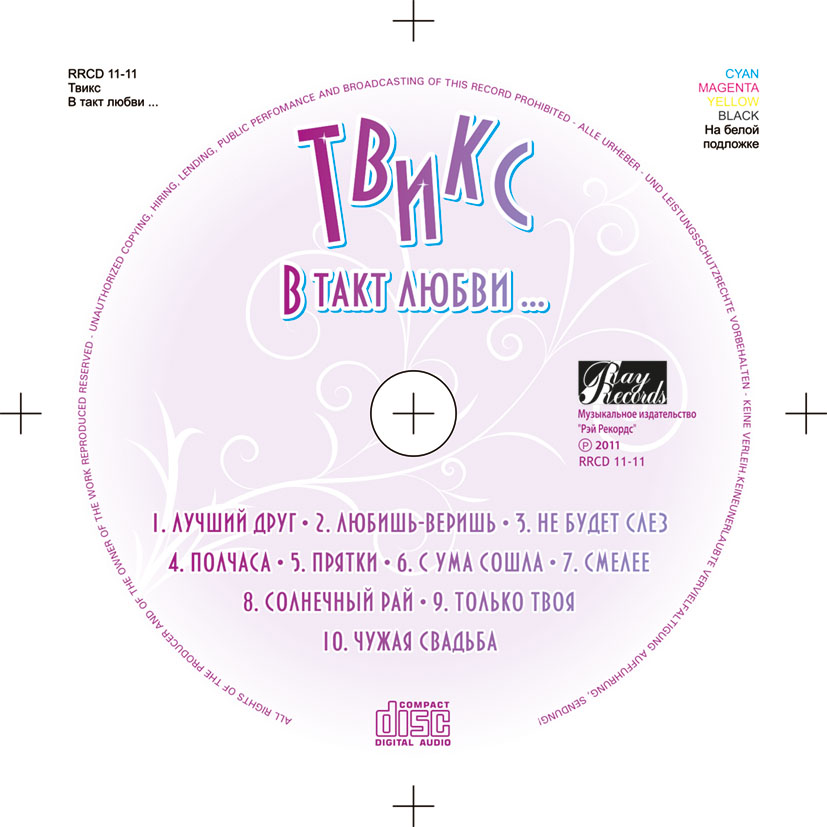 RRCD 11-11
Твикс
В такт любви ...
CYAN
MAGENTA
YELLOW
BLACK
На белой
подложке
ALL RIGHTS OF THE PRODUCER AND OF THE OWNER OF THE WORK REPRODUCED RESERVED - UNAUTHORIZED COPYING, HIRING, LENDING, PUBLIC PERFOMANCE AND BROADCASTING OF THIS RECORD PROHIBITED - ALLE URHEBER - UND LEISTUNGSSCHUTZRECHTE VORBEHALTEN - KEINE VERLEIH,KEINEUNERLAUBTE VERVIELFALTIGUNG AUFFUHRUNG, SENDUNG!
ТВИКС
В ТАКТ ЛЮБВИ ...
Ray Records
Музыкальное издательство
"Рэй Рекордс"
℗ 2011
RRCD 11-11
1. ЛУЧШИЙ ДРУГ • 2. ЛЮБИШЬ-ВЕРИШЬ • 3. НЕ БУДЕТ СЛЕЗ
4. ПОЛЧАСА • 5. ПРЯТКИ • 6. С УМА СОШЛА • 7. СМЕЛЕЕ
8. СОЛНЕЧНЫЙ РАЙ • 9. ТОЛЬКО ТВОЯ
10. ЧУЖАЯ СВАДЬБА
COMPACT
disc
DIGITAL AUDIO